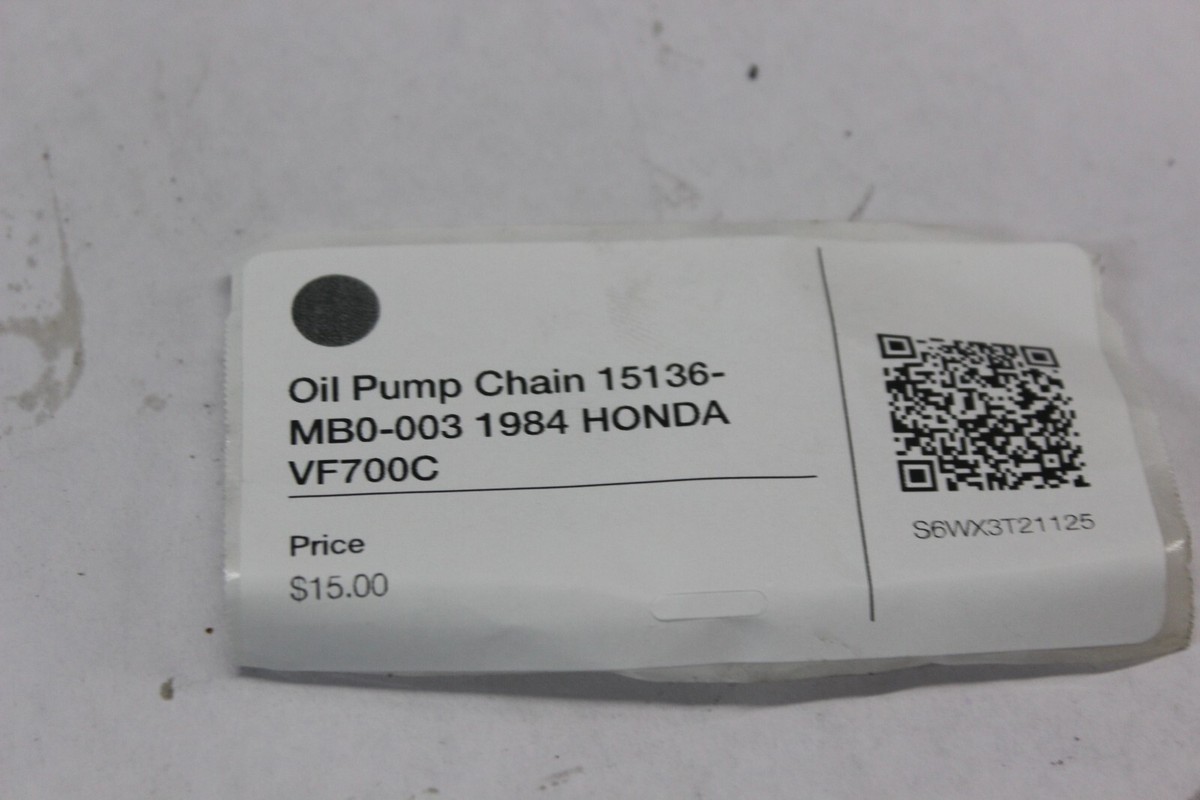 Oil Pump Chain 15136-
MB0-003 1984 HONDA
VF700C
Price
$15.00
S6WX3T21125